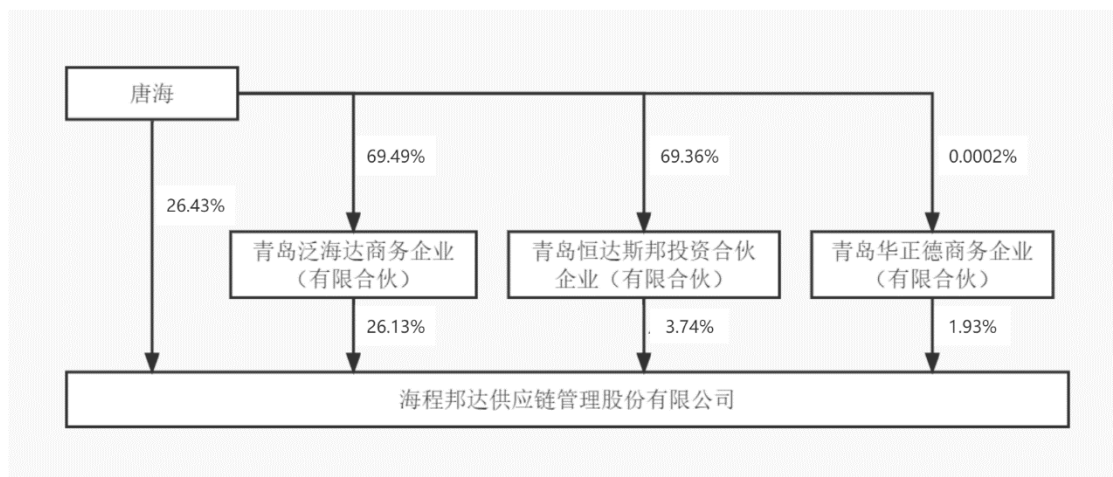 唐海
69.49%
69.36%
0.0002%
26.43%
青岛泛海达商务企业
（有限合伙）
青岛恒达斯邦投资合伙
企业（有限合伙）
青岛华正德商务企业
（有限合伙）
26.13%
3.74%
1.93%
海程邦达供应链管理股份有限公司